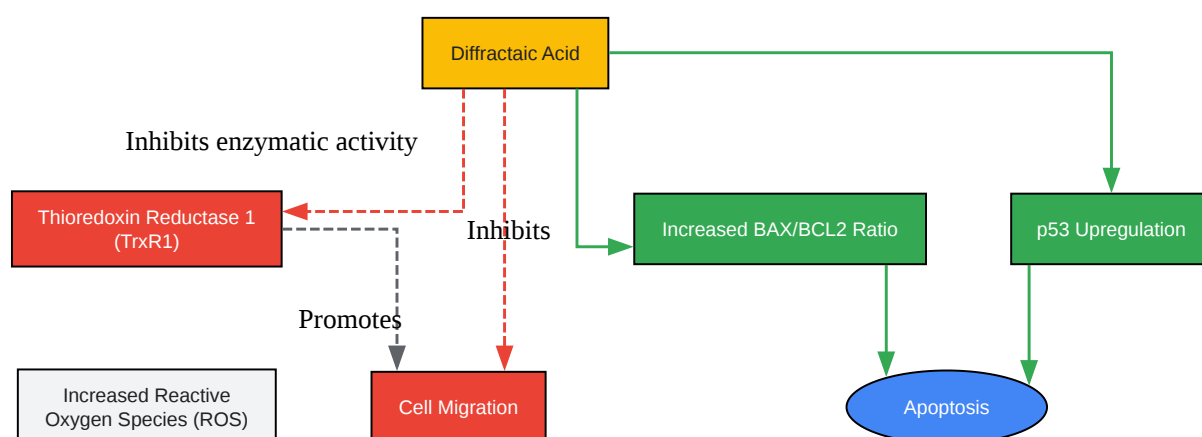 Diffractaic Acid
Inhibits enzymatic activity
Thioredoxin Reductase 1
(TrxR1)
Inhibits
Increased BAX/BCL2 Ratio
p53 Upregulation
Promotes
Increased Reactive
Oxygen Species (ROS)
Cell Migration
Apoptosis